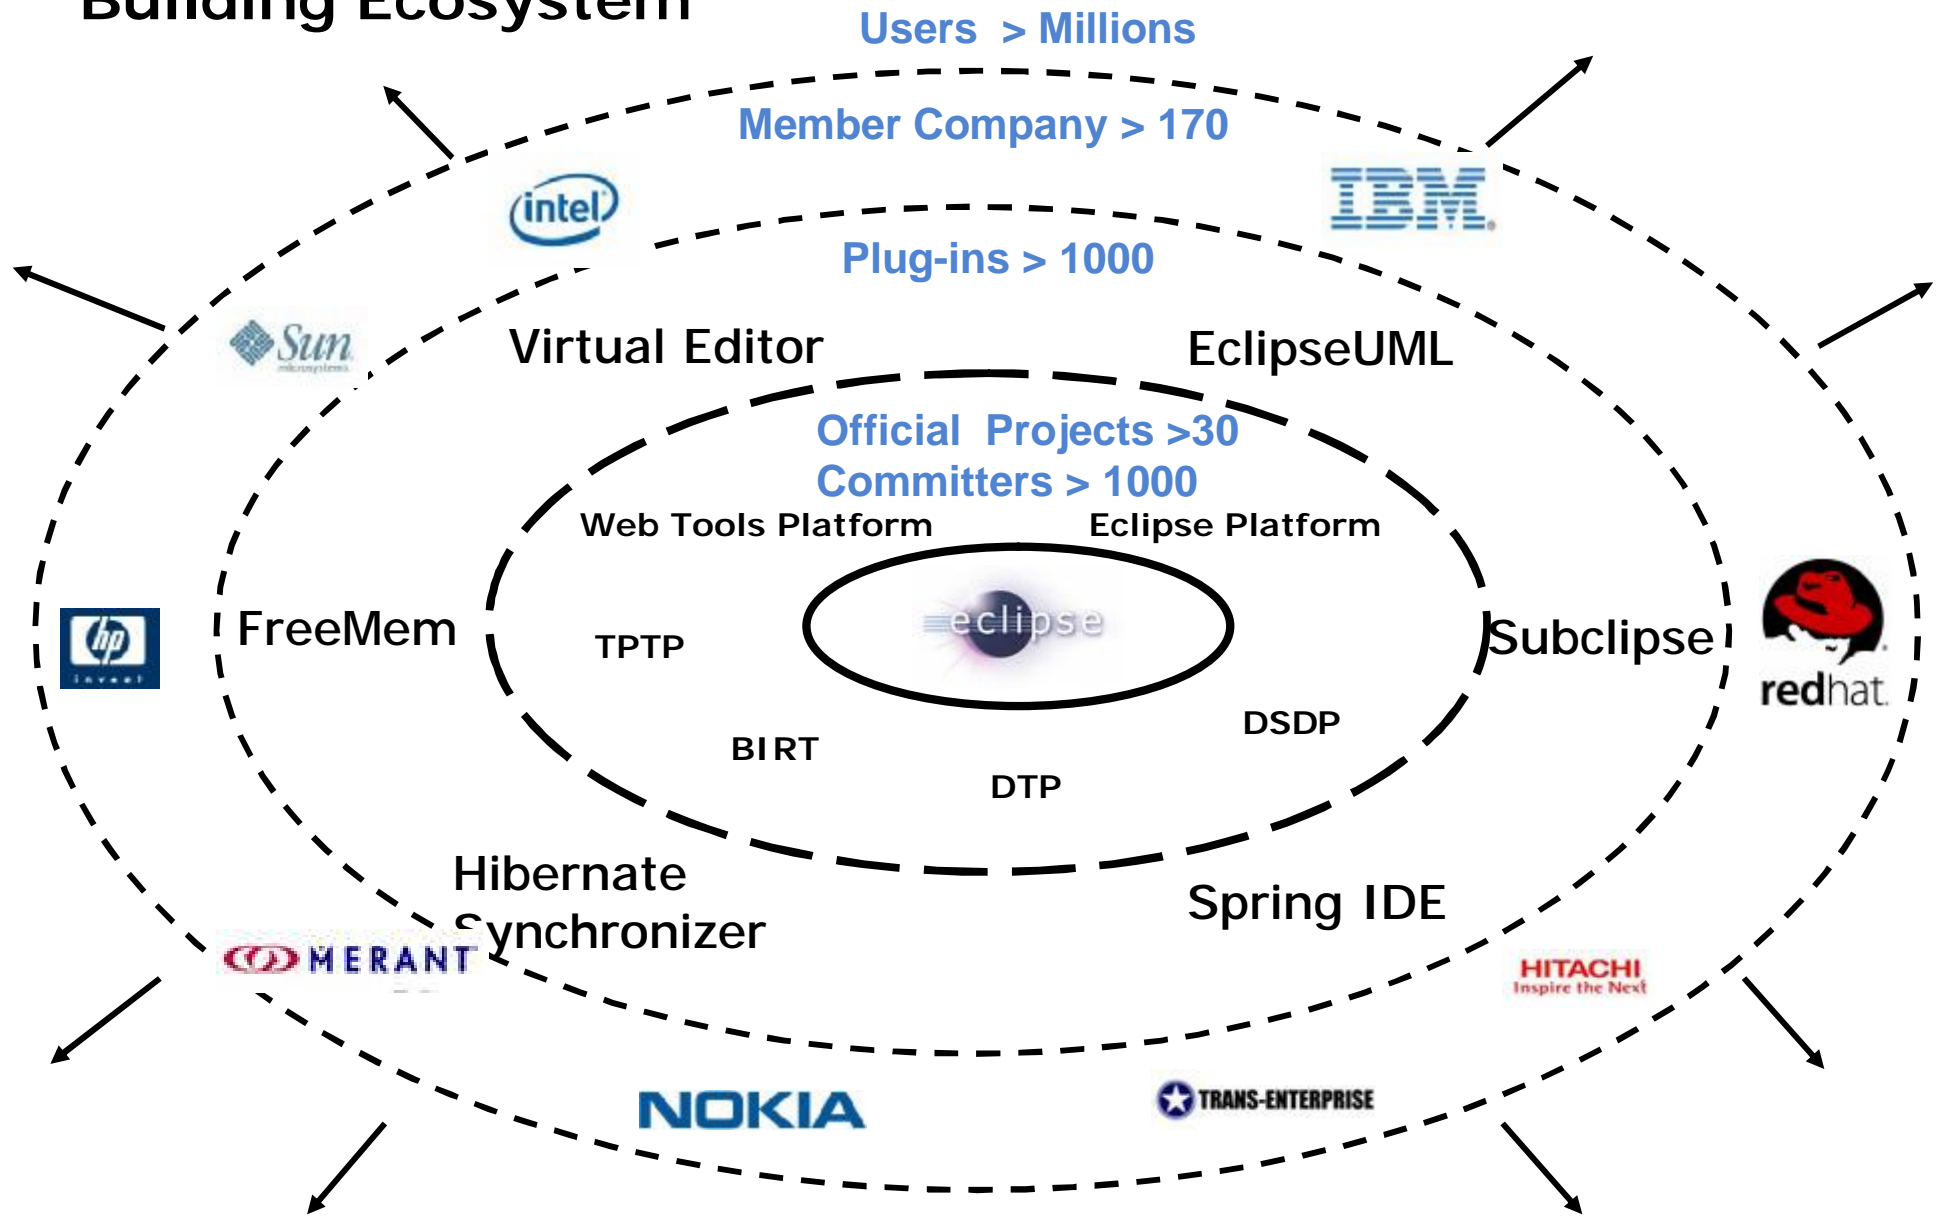 Building Ecosystem
Users > Millions
Member Company > 170
intel
IBM
Plug-ins > 1000
Sun
microsystems
Virtual Editor
EclipseUML
Official Projects >30
Committers > 1000
Web Tools Platform
Eclipse Platform
eclipse
hp
invent
FreeMem
TPTP
Subclipse
redhat.
DSDP
BIRT
DTP
Hibernate
Synchronizer
Spring IDE
MERANT
HITACHI
Inspire the Next
NOKIA
TRANS-ENTERPRISE